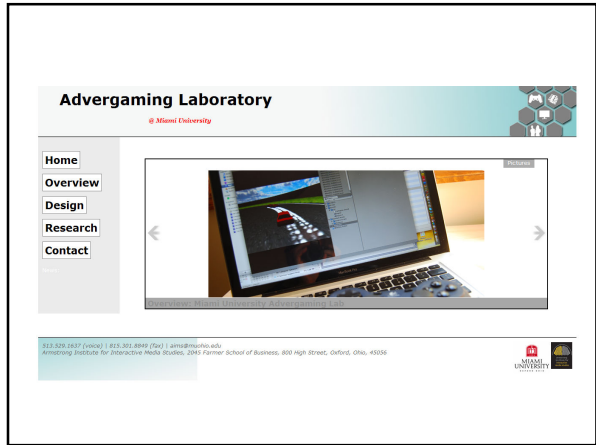 Advergaming Laboratory
@ Miami University
Home
Overview
Design
Research
Contact
Pictures
Overview: Miami University Advergaming Lab
513.529.1637 (voice) | 815.301.8849 (fax) | aims@muohio.edu
Armstrong Institute for Interactive Media Studies, 2045 Farmer School of Business, 800 High Street, Oxford, Ohio, 45056
MIAMI
UNIVERSITY